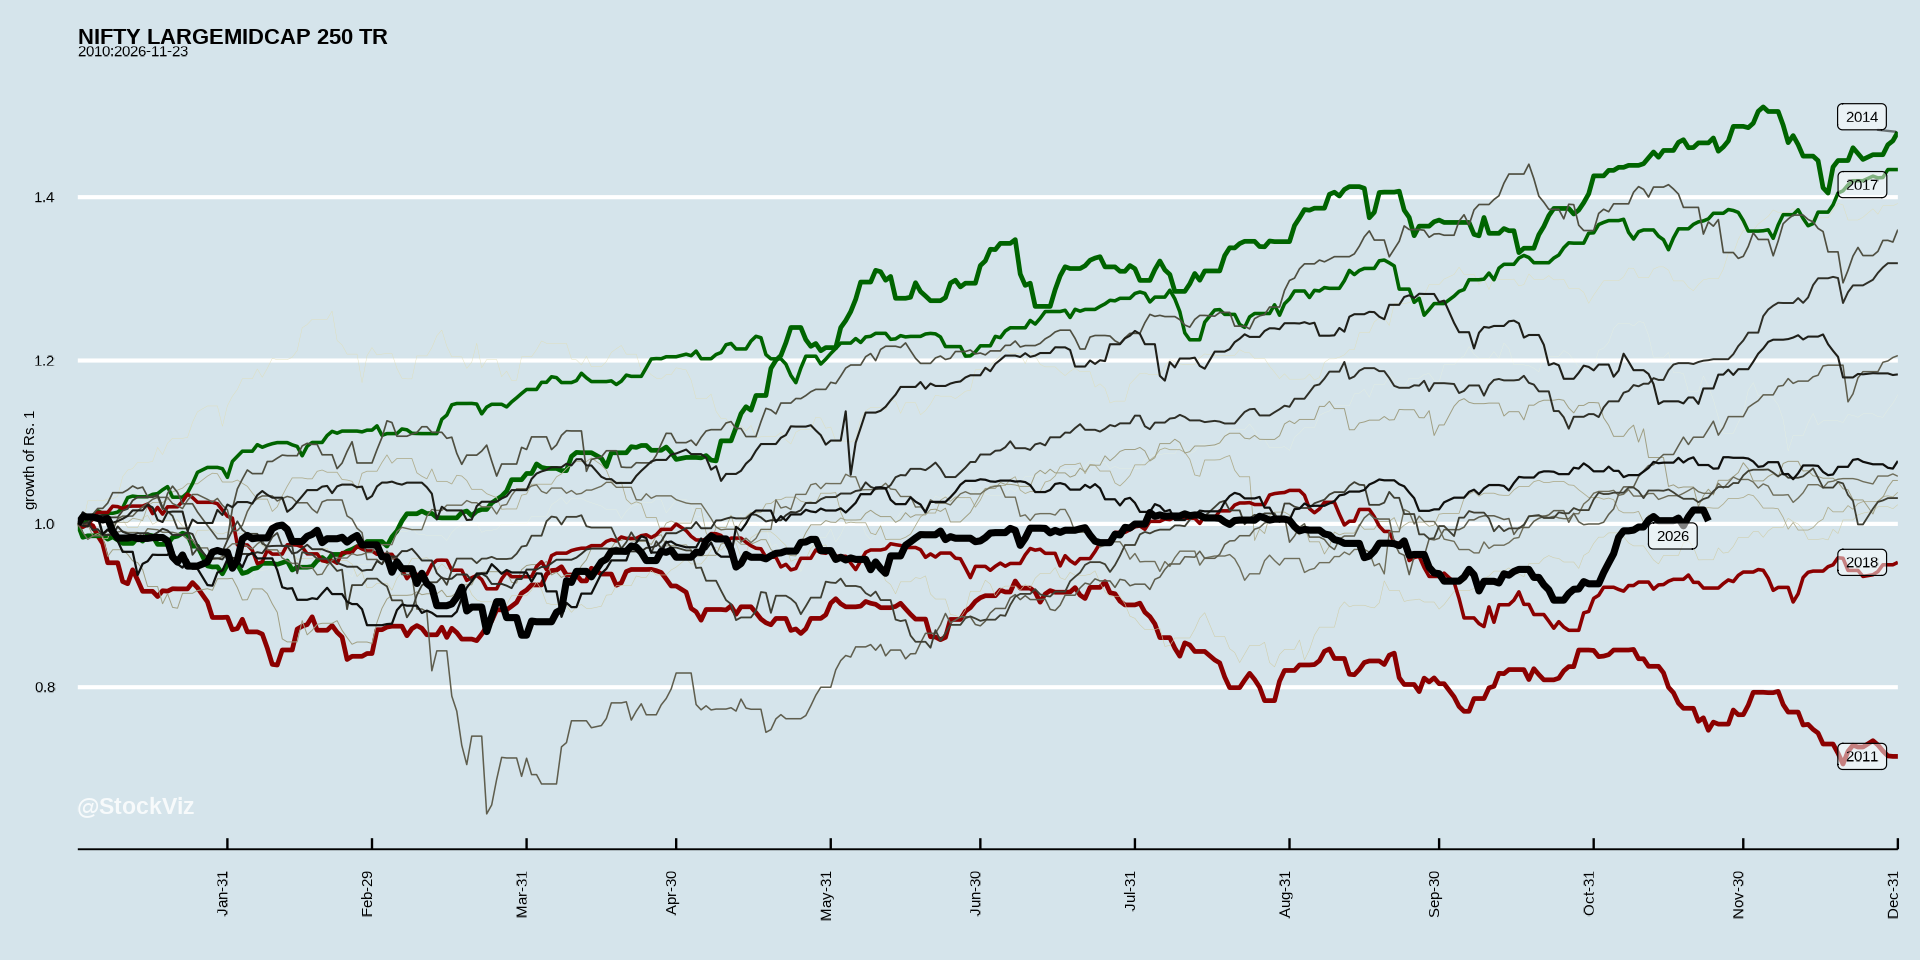 NIFTY LARGEMIDCAP 250 TR
2010:2026-11-23
growth of Rs. 1
1.4
1.2
1.0
0.8
2014
2017
2026
2018
2011
@StockViz
Jan-31
Feb-29
Mar-31
Apr-30
May-31
Jun-30
Jul-31
Aug-31
Sep-30
Oct-31
Nov-30
Dec-31